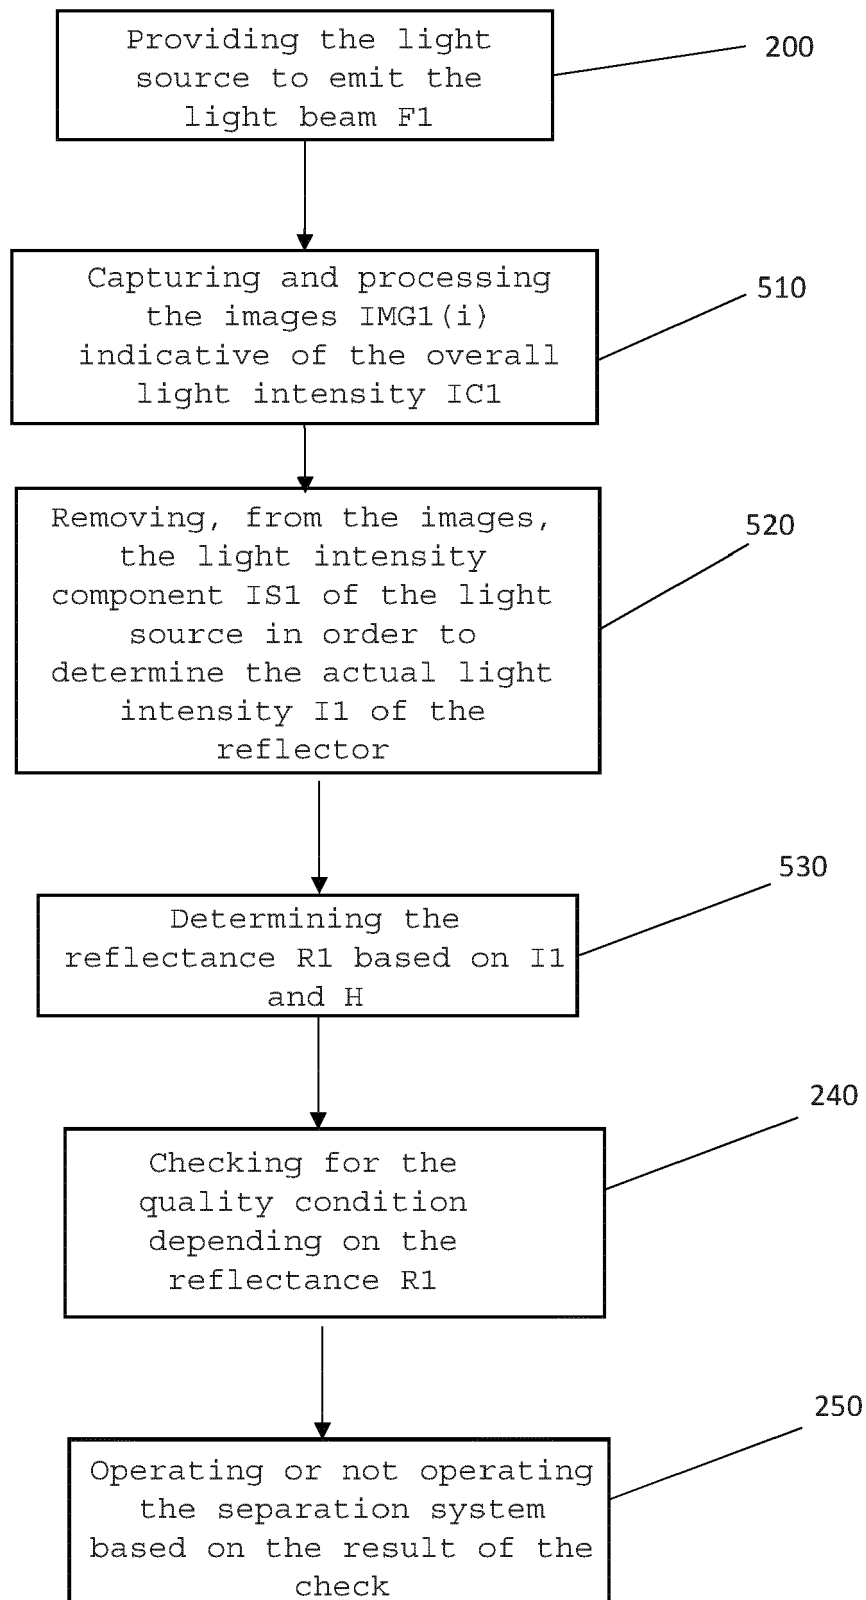 Providing the light
source to emit the
light beam F1
200
Capturing and processing
the images IMG1(i)
indicative of the overall
light intensity IC1
510
Removing, from the images,
the light intensity
component IS1 of the light
source in order to
determine the actual light
intensity I1 of the
reflector
520
Determining the
reflectance R1 based on I1
and H
530
Checking for the
quality condition
depending on the
reflectance R1
240
Operating or not operating
the separation system
based on the result of the
check
250